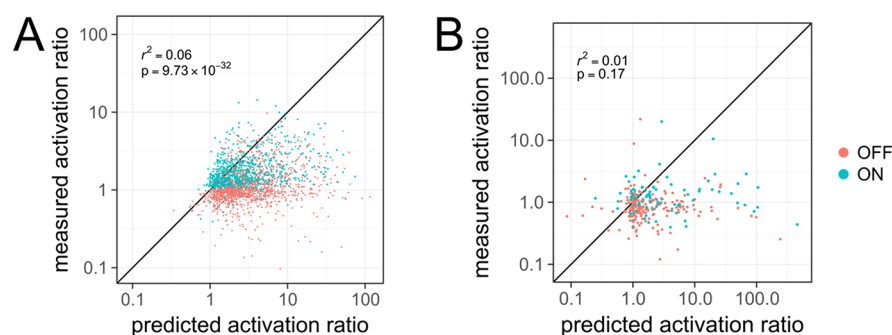 A
measured activation ratio
100
10
1
0.1
r² = 0.06
p = 9.73 × 10⁻³²
0.1 1 10 100
predicted activation ratio
B
measured activation ratio
100.0
10.0
1.0
0.1
r² = 0.01
p = 0.17
0.1 1.0 10.0 100.0
predicted activation ratio
OFF
ON